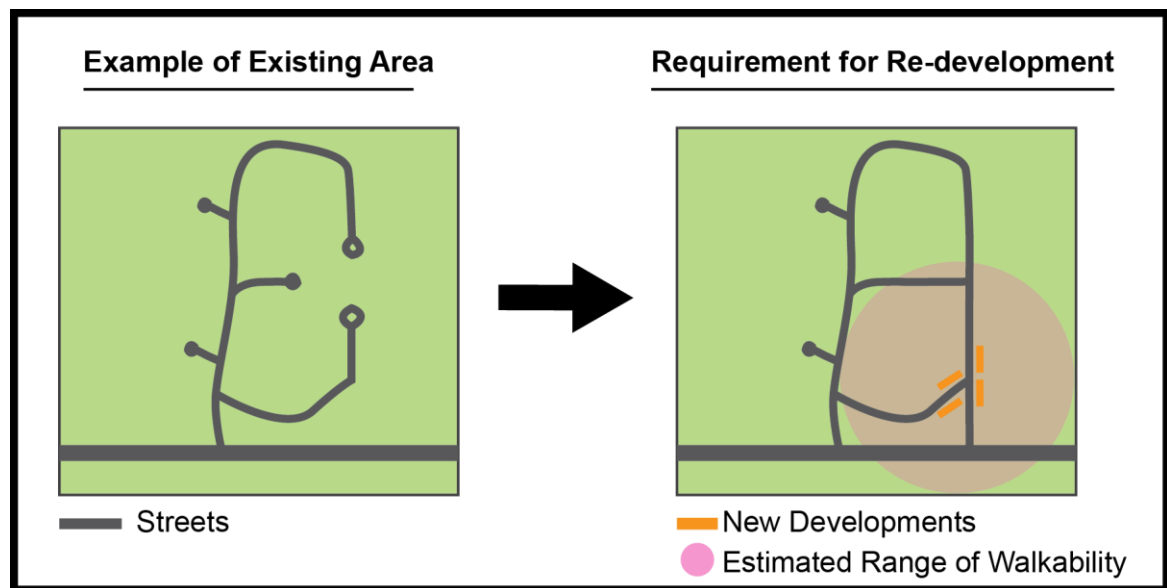 Example of Existing Area
Requirement for Re-development
Streets
New Developments
Estimated Range of Walkability